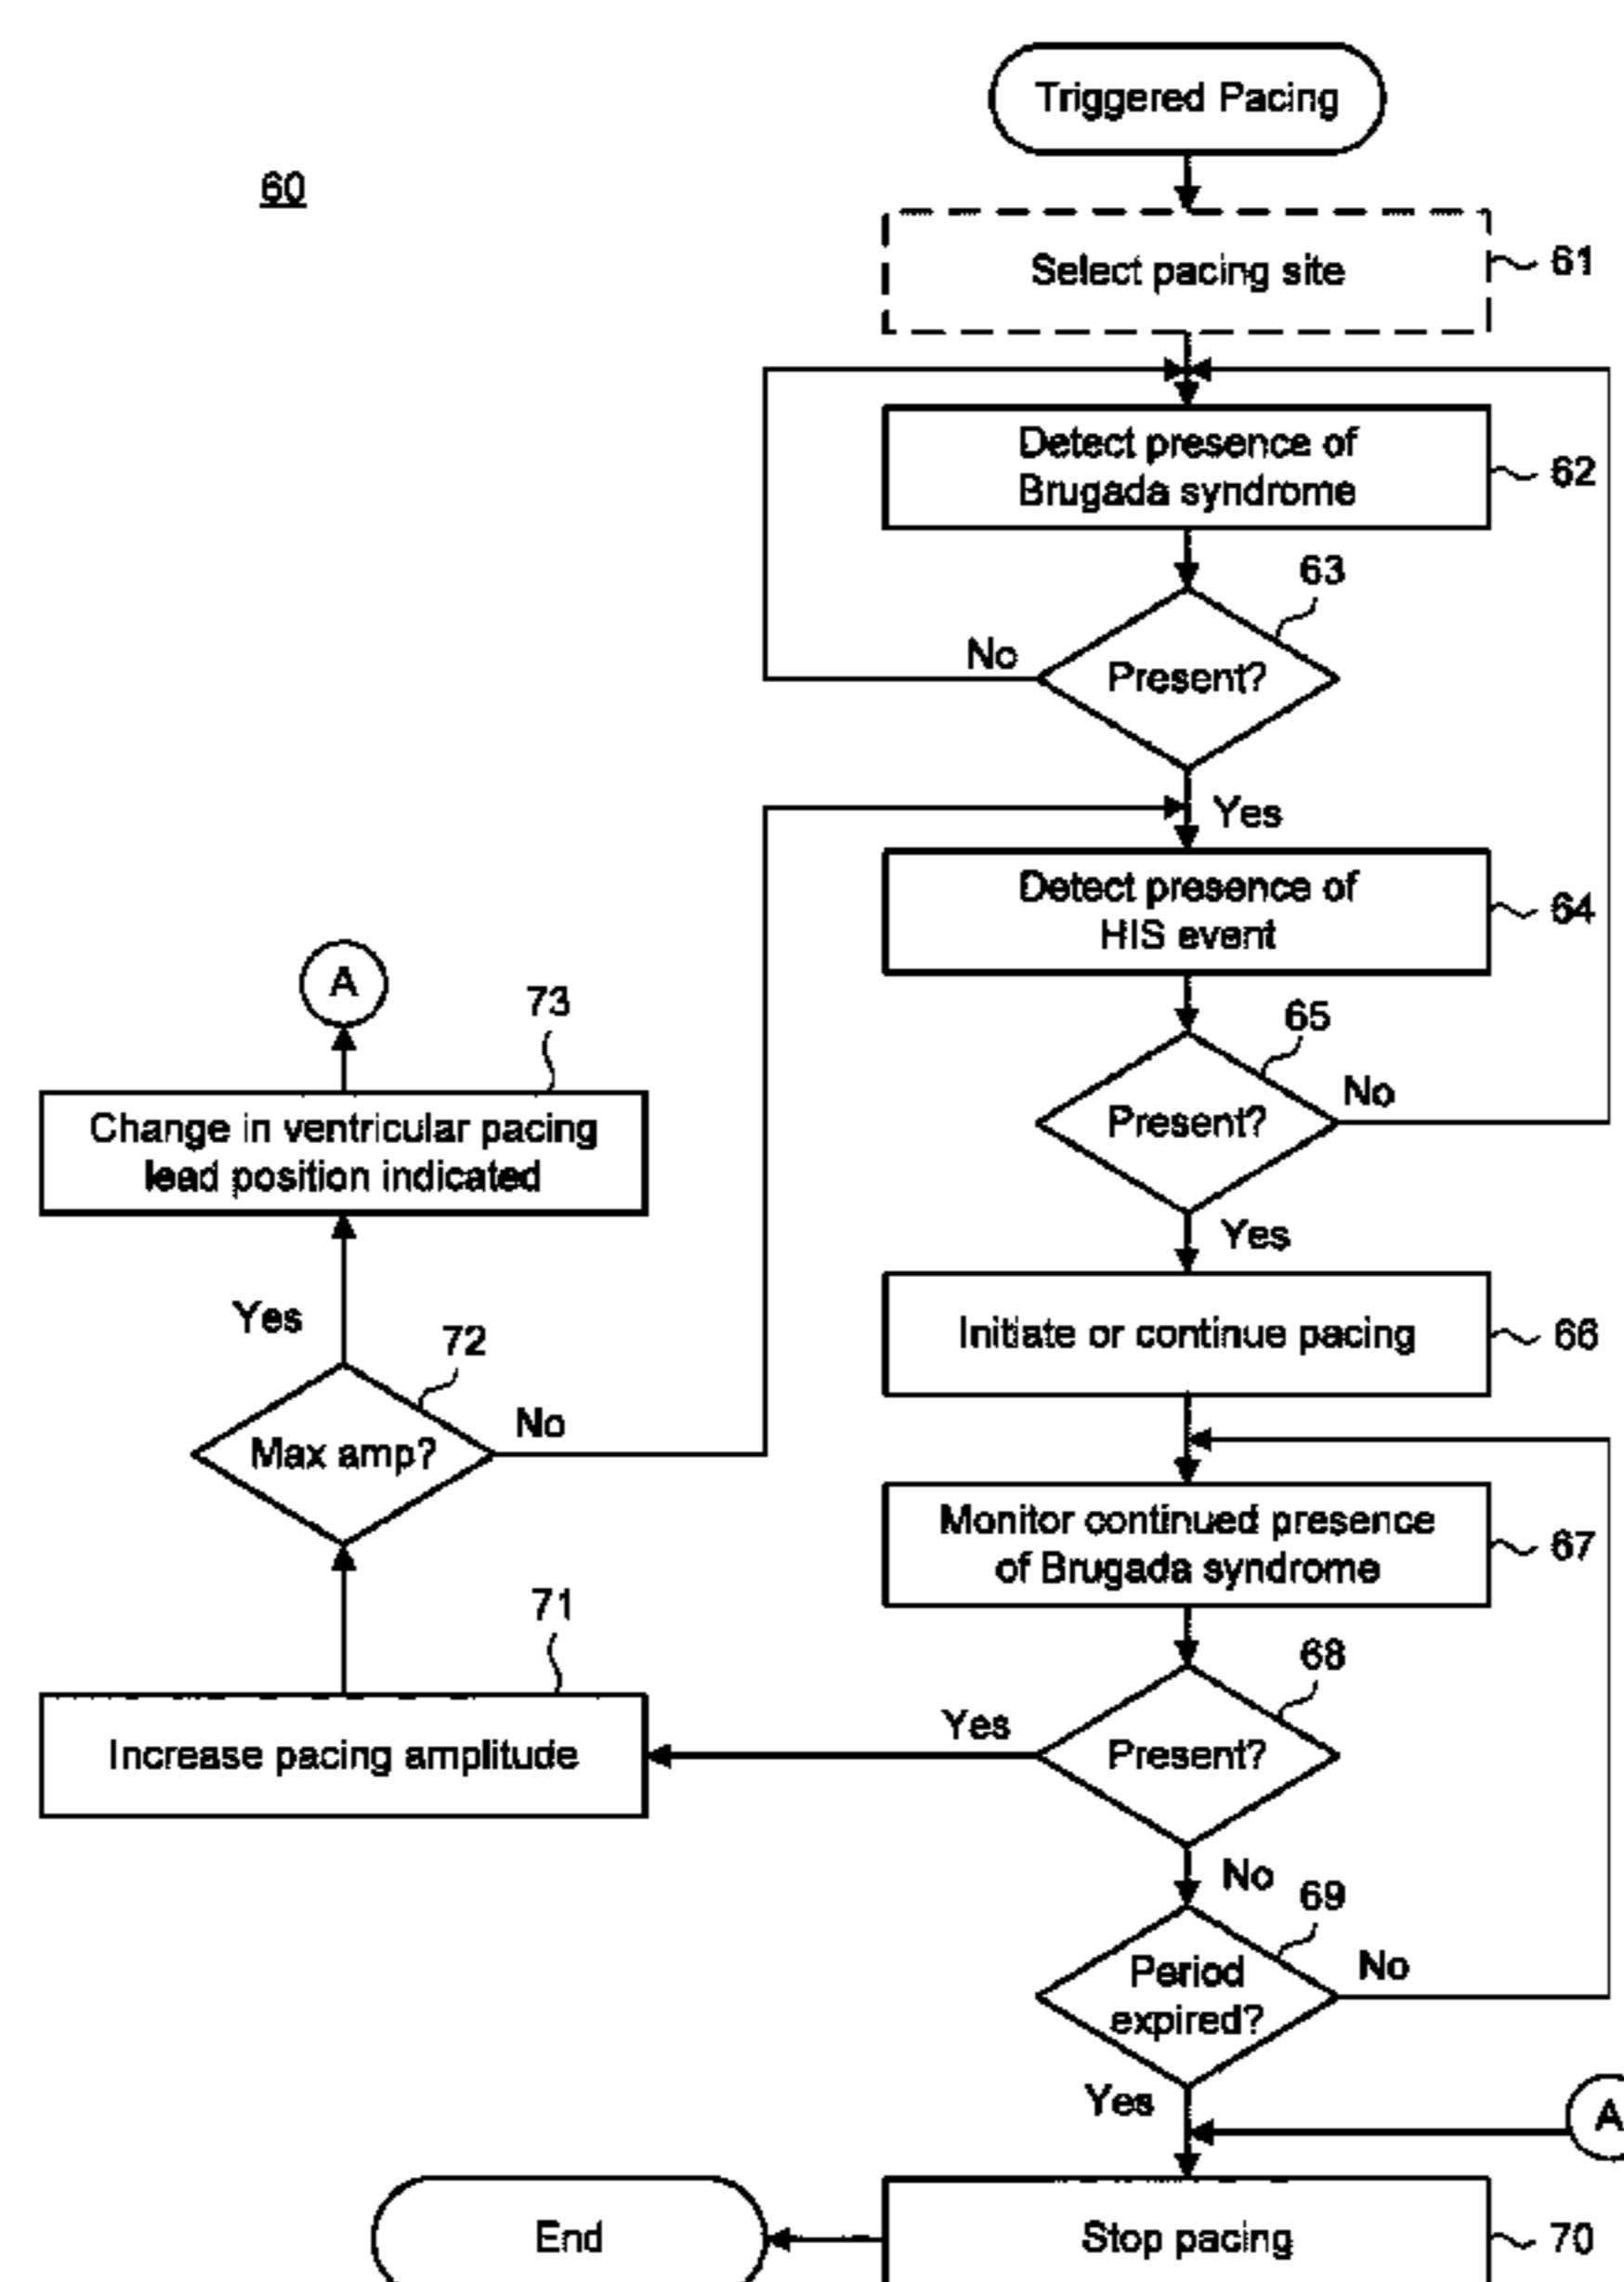 Triggered Pacing
60
Select pacing site
61
Detect presence of
Brugada syndrome
62
63
No
Present?
Yes
Detect presence of
HIS event
64
A
73
65
No
Change in ventricular pacing
lead position indicated
Present?
Yes
Yes
Initiate or continue pacing
66
72
No
Max amp?
Monitor continued presence
of Brugada syndrome
67
71
68
Yes
Increase pacing amplitude
Present?
No
69
Period
expired?
No
Yes
A
End
Stop pacing
70